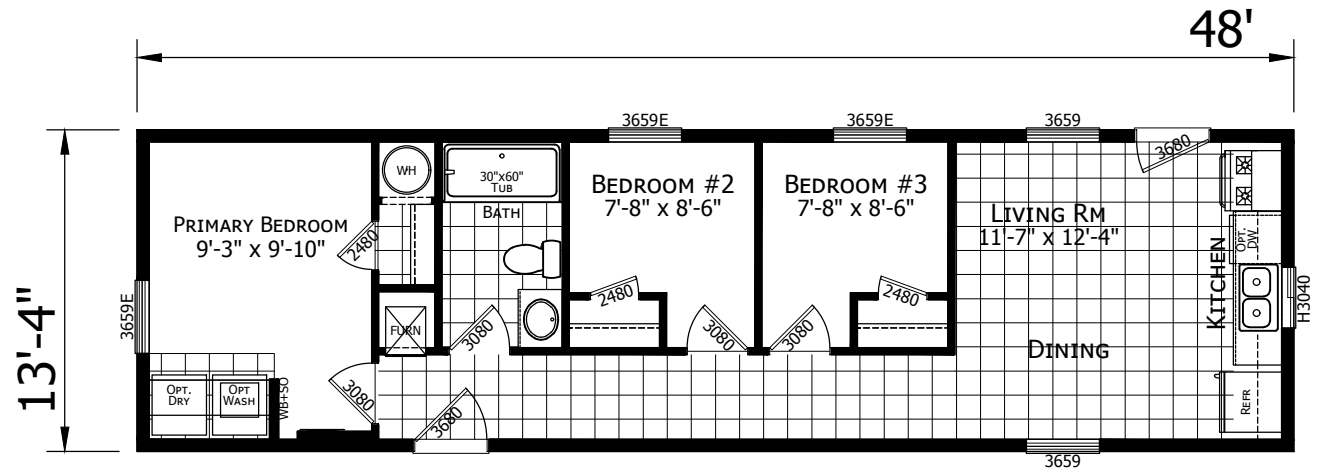 48'
13'-4"
3659E
3659E
3659
3680
WH
30"x60"
TUB
BATH
BEDROOM #2
7'-8" x 8'-6"
BEDROOM #3
7'-8" x 8'-6"
PRIMARY BEDROOM
9'-3" x 9'-10"
2480
LIVING RM
11'-7" x 12'-4"
OPT.
DW
KITCHEN
H3040
3659E
2480
2480
FURN
3080
3080
3080
DINING
OPT.
DRY
OPT
WASH
WB+SO
3080
3680
REFR
3659